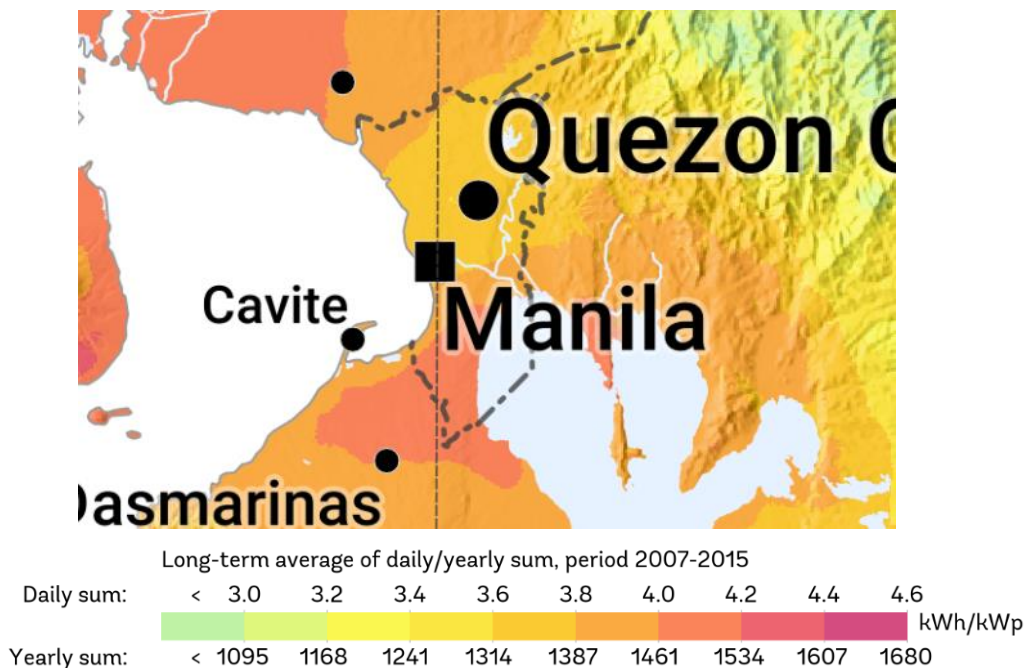 Quezon C
Cavite
Manila
Dasmarinas
Long-term average of daily/yearly sum, period 2007-2015
Daily sum: < 3.0 3.2 3.4 3.6 3.8 4.0 4.2 4.4 4.6
kWh/kWp
Yearly sum: < 1095 1168 1241 1314 1387 1461 1534 1607 1680